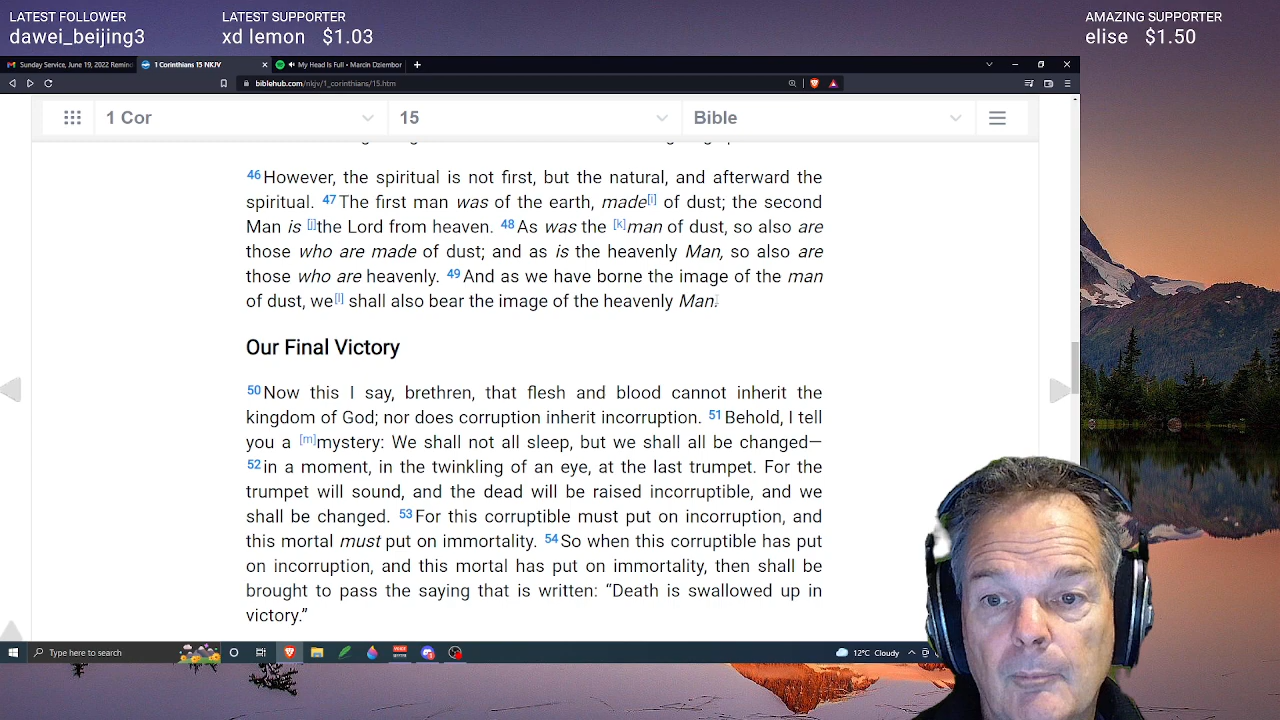 LATEST FOLLOWER
dawei_beijing3
LATEST SUPPORTER
xd lemon $1.03
AMAZING SUPPORTER
elise $1.50
Sunday Service, June 19, 2022 Remind
1 Corinthians 15 NKJV
My Head Is Full • Marcin Dziembor
biblehub.com/nkjv/1_corinthians/15.htm
1 Cor
15
Bible
46 However, the spiritual is not first, but the natural, and afterward the
spiritual. 47 The first man was of the earth, made[i] of dust; the second
Man is [j]the Lord from heaven. 48 As was the [k]man of dust, so also are
those who are made of dust; and as is the heavenly Man, so also are
those who are heavenly. 49 And as we have borne the image of the man
of dust, we[l] shall also bear the image of the heavenly Man.
Our Final Victory
50 Now this I say, brethren, that flesh and blood cannot inherit the
kingdom of God; nor does corruption inherit incorruption. 51 Behold, I tell
you a [m]mystery: We shall not all sleep, but we shall all be changed—
52 in a moment, in the twinkling of an eye, at the last trumpet. For the
trumpet will sound, and the dead will be raised incorruptible, and we
shall be changed. 53 For this corruptible must put on incorruption, and
this mortal must put on immortality. 54 So when this corruptible has put
on incorruption, and this mortal has put on immortality, then shall be
brought to pass the saying that is written: “Death is swallowed up in
victory.”
Type here to search
12°C Cloudy